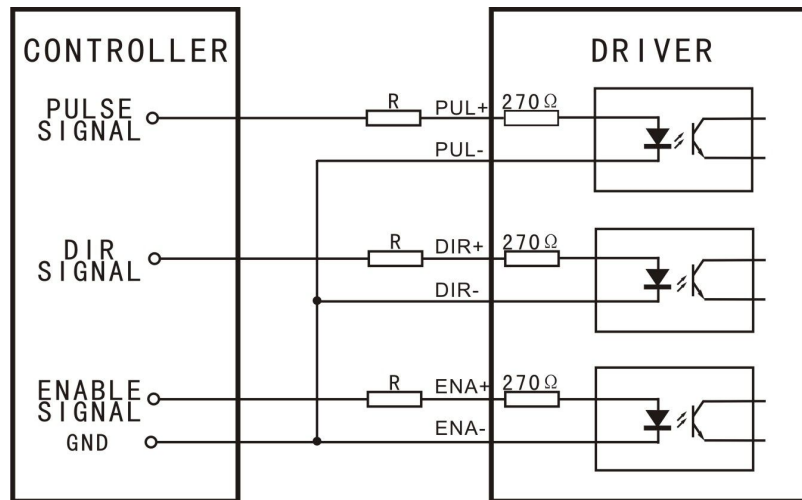 CONTROLLER
DRIVER
PULSE
SIGNAL
R
PUL+
270Ω
PUL-
DIR
SIGNAL
R
DIR+
270Ω
DIR-
ENABLE
SIGNAL
R
ENA+
270Ω
GND
ENA-